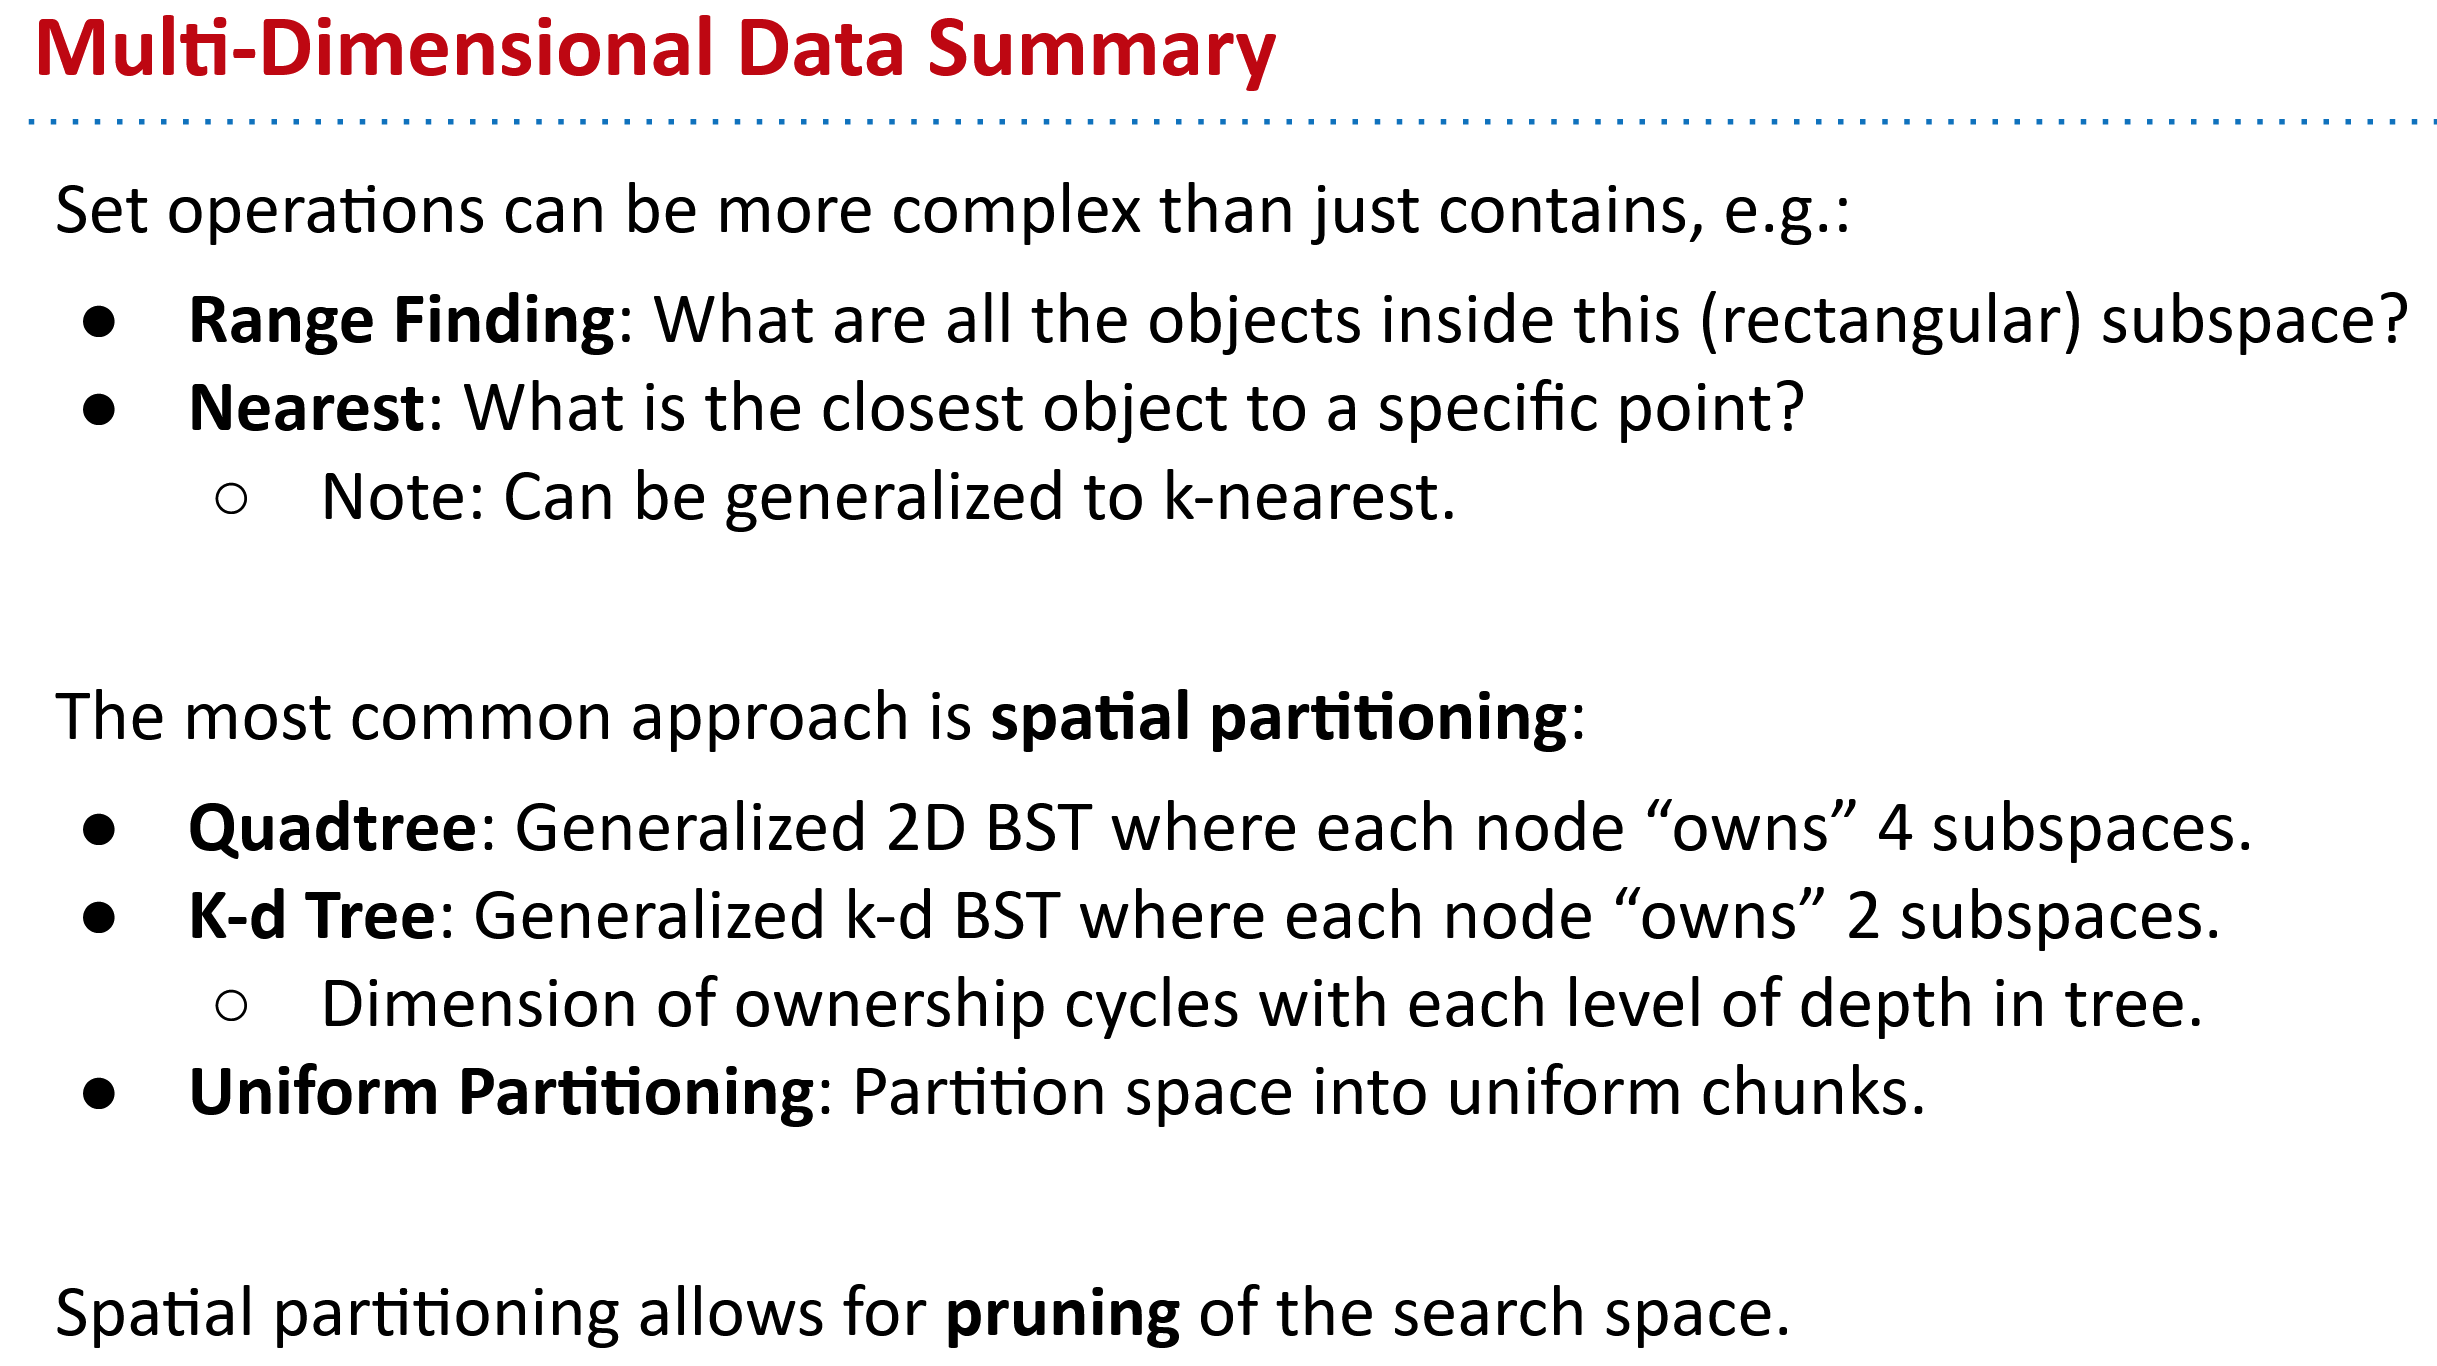 Multi-Dimensional Data Summary
Set operations can be more complex than just contains, e.g.:
● Range Finding: What are all the objects inside this (rectangular) subspace?
● Nearest: What is the closest object to a specific point?
○ Note: Can be generalized to k-nearest.
The most common approach is spatial partitioning:
● Quadtree: Generalized 2D BST where each node “owns” 4 subspaces.
● K-d Tree: Generalized k-d BST where each node “owns” 2 subspaces.
○ Dimension of ownership cycles with each level of depth in tree.
● Uniform Partitioning: Partition space into uniform chunks.
Spatial partitioning allows for pruning of the search space.